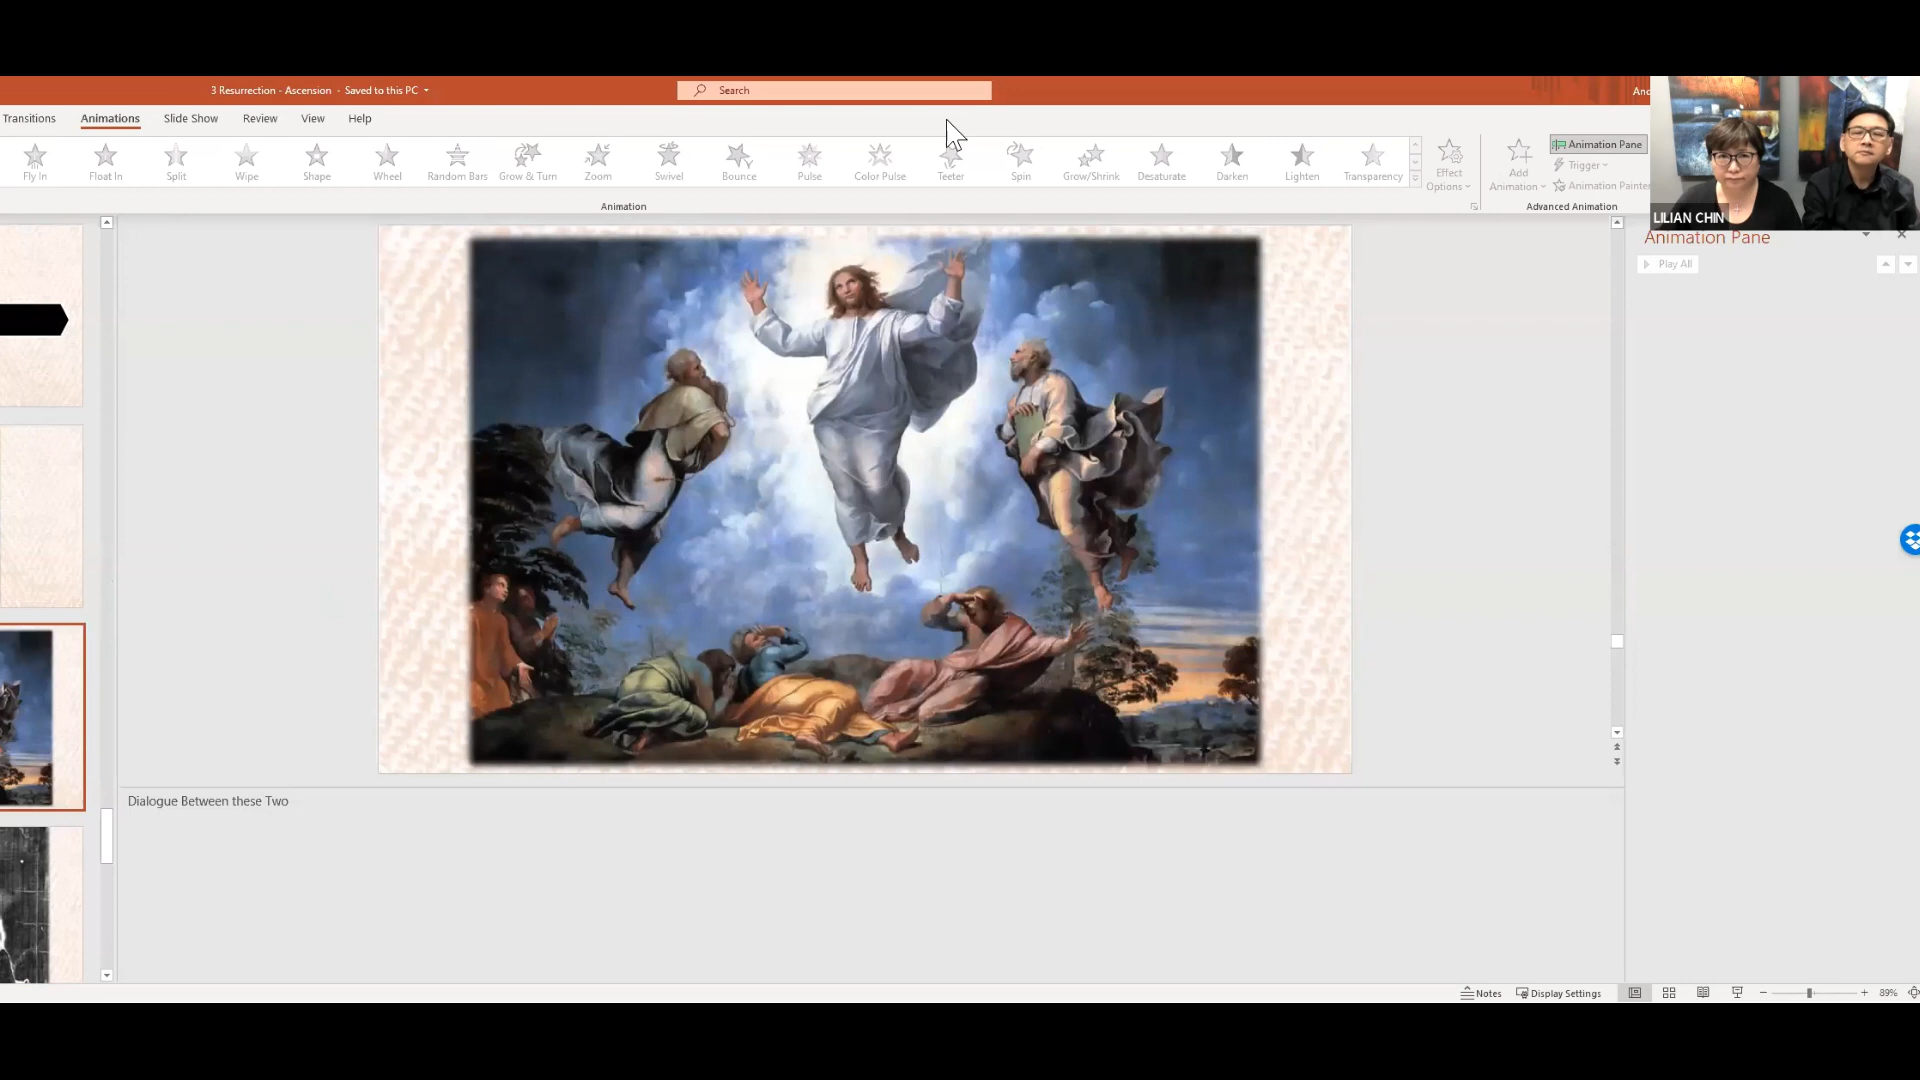 3 Resurrection - Ascension - Saved to this PC
Search
Transitions Animations Slide Show Review View Help
Fly In Float In Split Wipe Shape Wheel Random Bars Grow & Turn Zoom Swivel Bounce Pulse Color Pulse Teeter Spin Grow/Shrink Desaturate Darken Lighten Transparency
Effect
Options
Add
Animation
Animation Pane
Trigger
Animation Painter
Animation
Advanced Animation
LILIAN CHIN
Animation Pane
Play All
Dialogue Between these Two
Notes Display Settings 89%